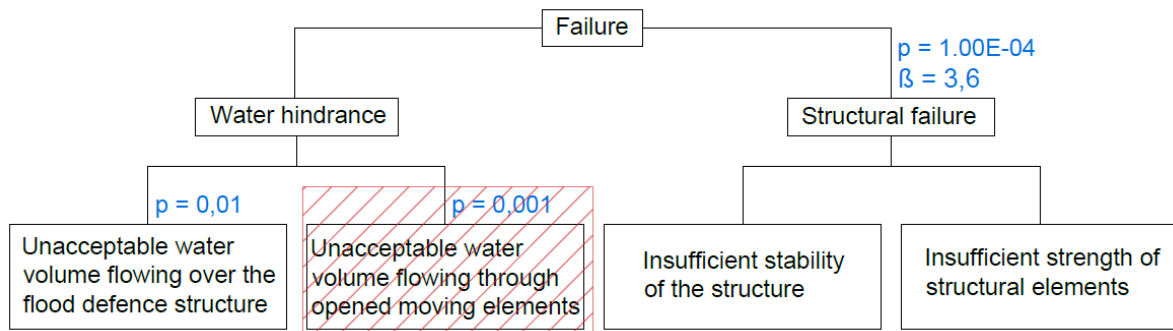 Failure
p = 1.00E-04
ß = 3,6
Water hindrance
Structural failure
p = 0,01
p = 0,001
Unacceptable water
volume flowing over the
flood defence structure
Unacceptable water
volume flowing through
opened moving elements
Insufficient stability
of the structure
Insufficient strength of
structural elements